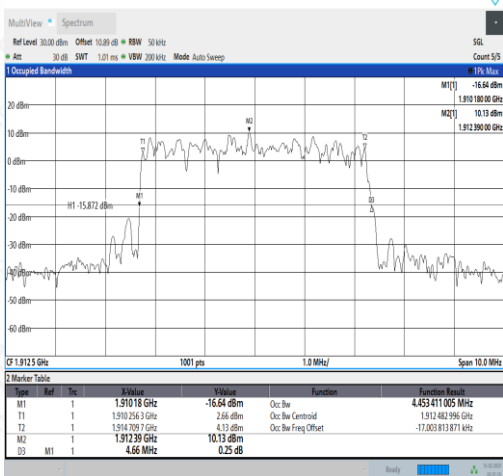 MultiView Spectrum
Ref Level 30.00 dBm Offset 10.89 dB RBW 50 kHz SGL
Att 30 dB SWT 1.01 ms VBW 200 kHz Mode Auto Sweep Count 5/5
1 Occupied Bandwidth 1Pk Max
M1[1] -16.64 dBm
1.910 180 00 GHz
M2[1] 10.13 dBm
1.912 390 00 GHz
20 dBm
M2
10 dBm
T1 T2
0 dBm
-10 dBm
M1
H1 -15.872 dBm D3
-20 dBm
-30 dBm
-40 dBm
-50 dBm
-60 dBm
CF 1.912 5 GHz 1001 pts 1.0 MHz/ Span 10.0 MHz
2 Marker Table
Type Ref Trc X-Value Y-Value Function Function Result
M1 1 1.910 18 GHz -16.64 dBm Occ Bw 4.453 411 005 MHz
T1 1 1.910 256 3 GHz 2.66 dBm Occ Bw Centroid 1.912 482 996 GHz
T2 1 1.914 709 7 GHz 4.13 dBm Occ Bw Freq Offset -17.003 813 871 kHz
M2 1 1.912 39 GHz 10.13 dBm
D3 M1 1 4.66 MHz 0.25 dB
Ready